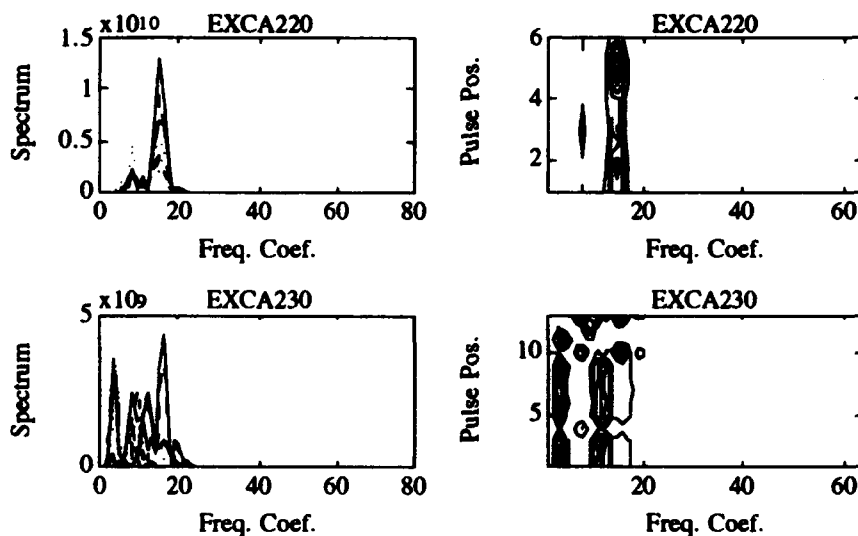 x1010 EXCA220
1.5
1
0.5
0
Spectrum
0 20 40 60 80
Freq. Coef.
EXCA220
6
4
2
Pulse Pos.
20 40 60
Freq. Coef.
x109 EXCA230
5
0
Spectrum
0 20 40 60 80
Freq. Coef.
EXCA230
10
5
Pulse Pos.
20 40 60
Freq. Coef.